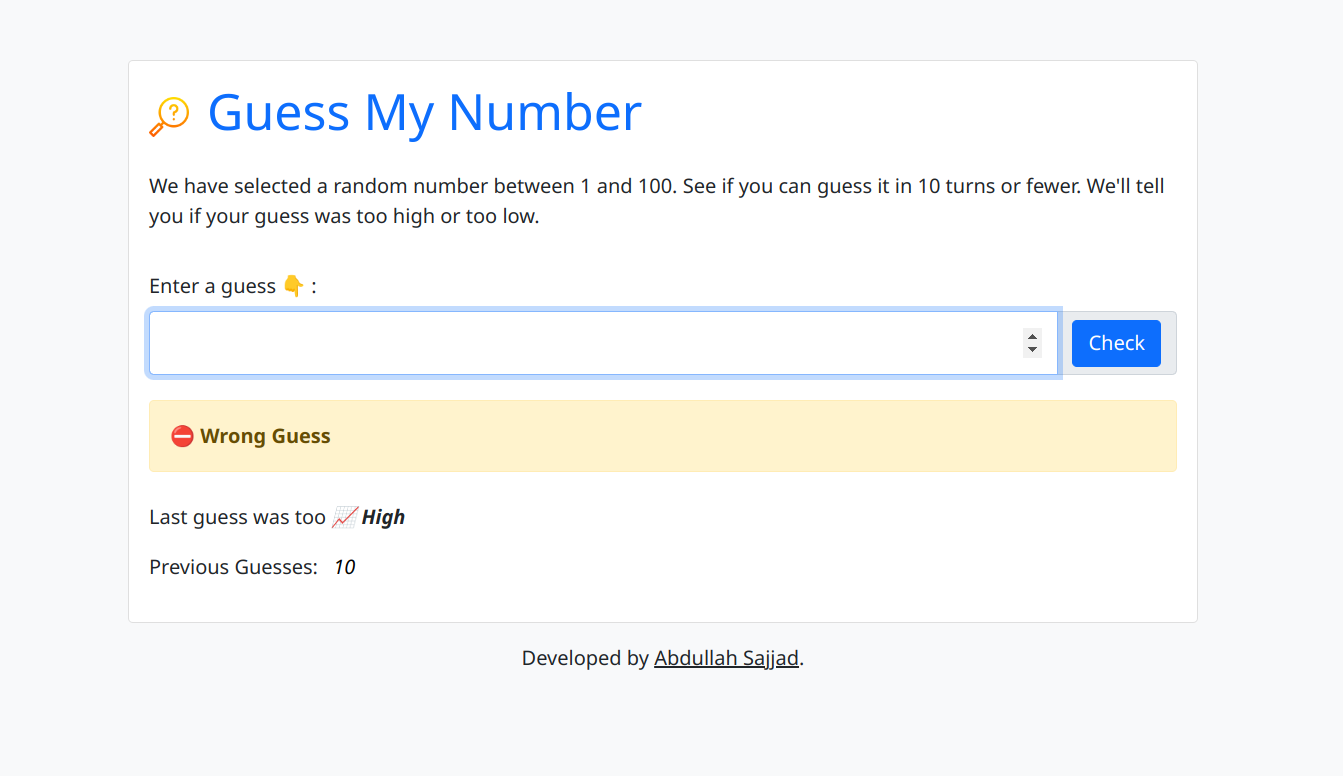 Guess My Number
We have selected a random number between 1 and 100. See if you can guess it in 10 turns or fewer. We'll tell
you if your guess was too high or too low.
Enter a guess 👇 :
Check
⛔ Wrong Guess
Last guess was too 📈 High
Previous Guesses: 10
Developed by Abdullah Sajjad.